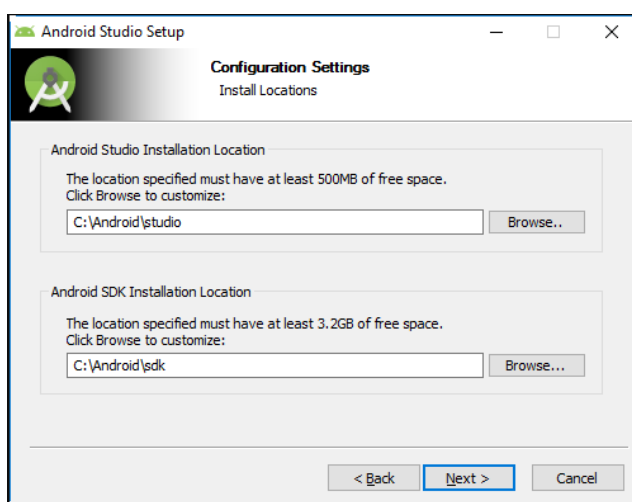 Android Studio Setup
Configuration Settings
Install Locations
Android Studio Installation Location
The location specified must have at least 500MB of free space.
Click Browse to customize:
C:\Android\studio
Browse..
Android SDK Installation Location
The location specified must have at least 3.2GB of free space.
Click Browse to customize:
C:\Android\sdk
Browse...
< Back
Next >
Cancel